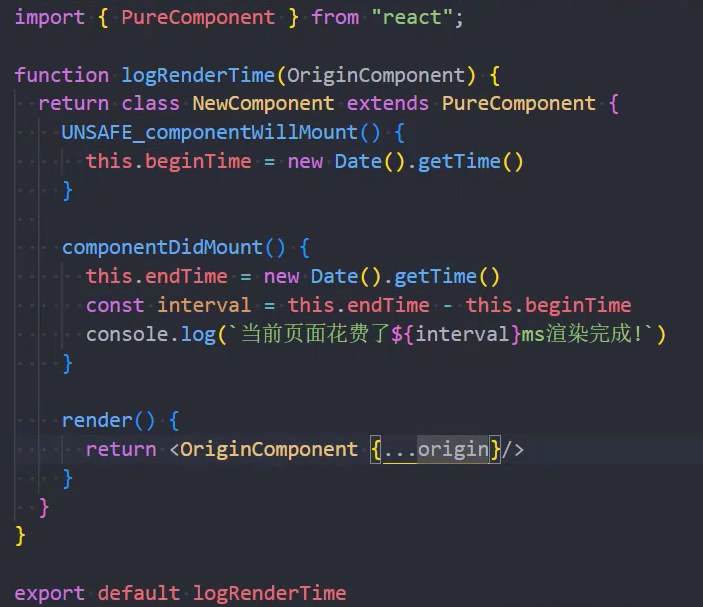 import { PureComponent } from "react";
function logRenderTime(OriginComponent) {
return class NewComponent extends PureComponent {
UNSAFE_componentWillMount() {
this.beginTime = new Date().getTime()
}
componentDidMount() {
this.endTime = new Date().getTime()
const interval = this.endTime - this.beginTime
console.log(`当前页面花费了${interval}ms渲染完成!`)
}
render() {
return <OriginComponent {...origin}/>
}
}
}
export default logRenderTime